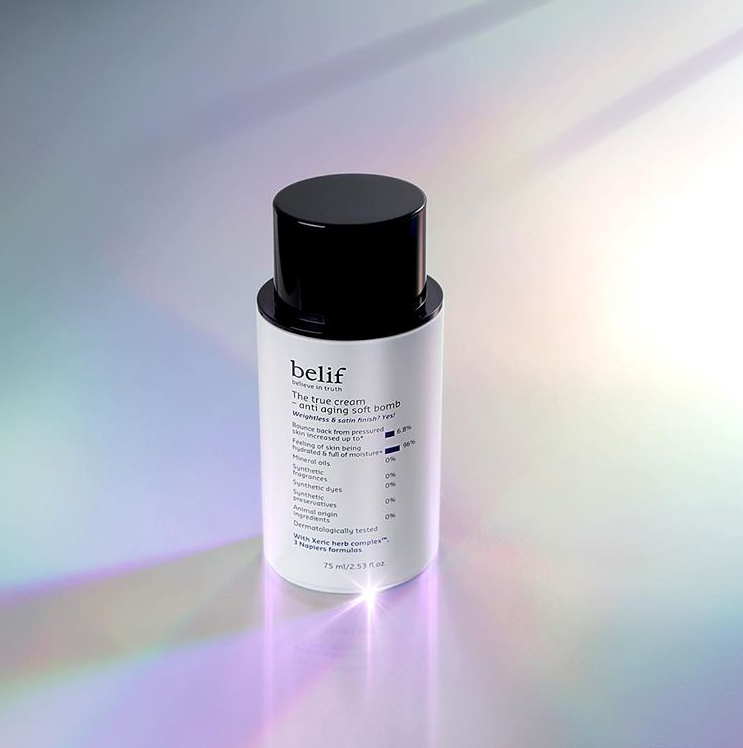 belif
believe in truth
The true cream
– anti aging soft bomb
Weightless & satin finish? Yes!
Bounce back from pressured
skin increased up to* 6.8%
Feeling of skin being
hydrated & full of moisture+ 96%
Mineral oils 0%
Synthetic
fragrances 0%
Synthetic dyes 0%
Synthetic
preservatives 0%
Animal origin
ingredients 0%
Dermatologically tested
With Xeric herb complex™,
3 Napiers formulas
75 ml/2.53 fl oz.